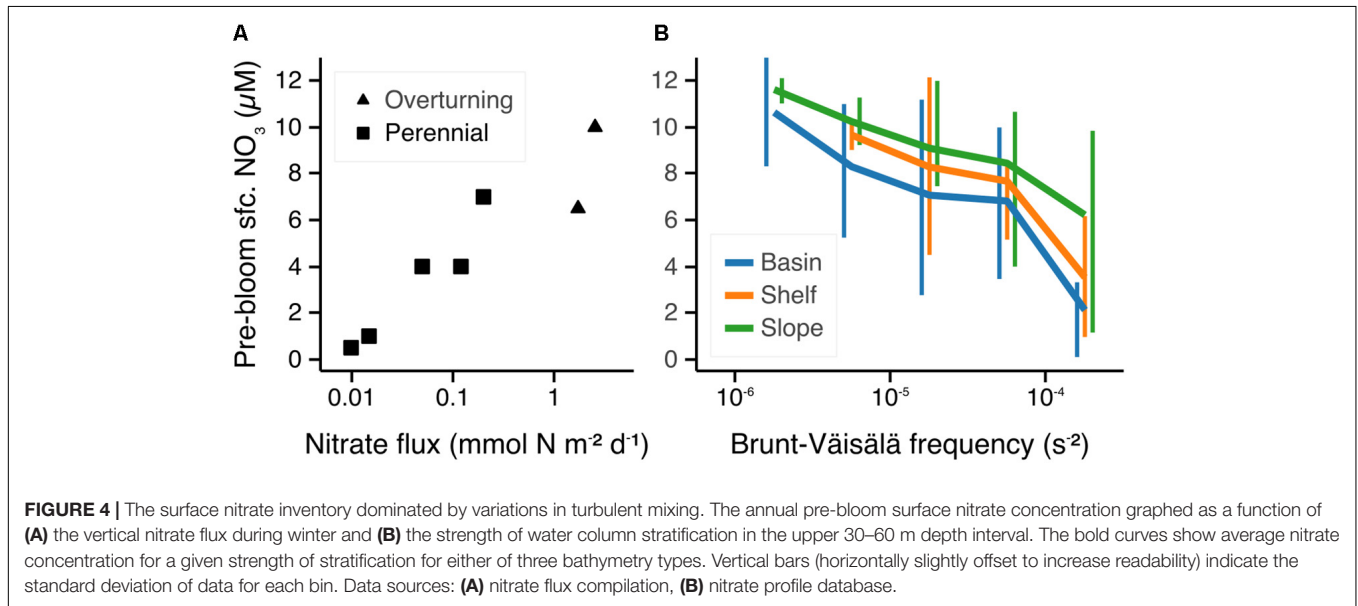 A
B
Pre-bloom sfc. NO3 (μM)
12
10
8
6
4
2
0
Overturning
Perennial
0.01
0.1
1
Nitrate flux (mmol N m⁻² d⁻¹)
12
10
8
6
4
2
0
Basin
Shelf
Slope
10⁻⁶
10⁻⁵
10⁻⁴
Brunt-Väisälä frequency (s⁻²)
FIGURE 4 | The surface nitrate inventory dominated by variations in turbulent mixing. The annual pre-bloom surface nitrate concentration graphed as a function of
(A) the vertical nitrate flux during winter and (B) the strength of water column stratification in the upper 30–60 m depth interval. The bold curves show average nitrate
concentration for a given strength of stratification for either of three bathymetry types. Vertical bars (horizontally slightly offset to increase readability) indicate the
standard deviation of data for each bin. Data sources: (A) nitrate flux compilation, (B) nitrate profile database.